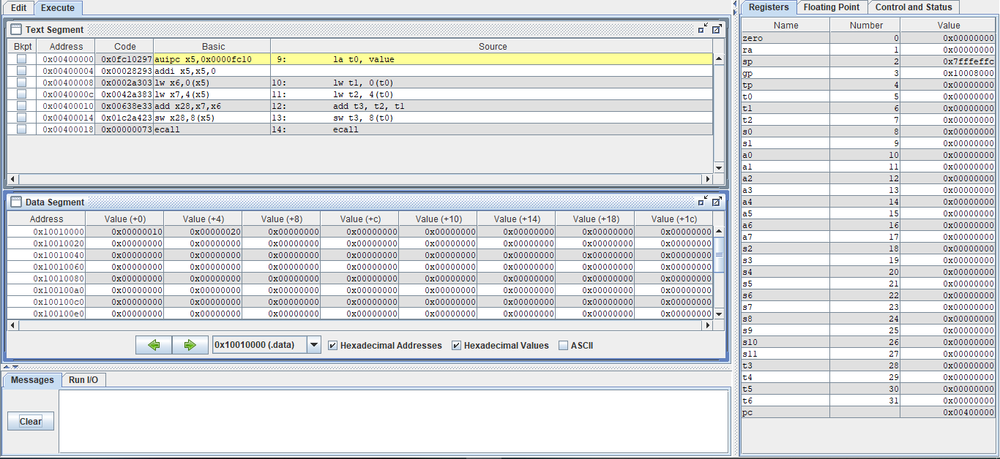 Edit Execute
Text Segment
Bkpt Address Code Basic Source
0x00400000 0x0fc10297 auipc x5,0x0000fc10 9: la t0, value
0x00400004 0x00028293 addi x5,x5,0
0x00400008 0x0002a303 lw x6,0(x5) 10: lw t1, 0(t0)
0x0040000c 0x0042a383 lw x7,4(x5) 11: lw t2, 4(t0)
0x00400010 0x00638e33 add x28,x7,x6 12: add t3, t2, t1
0x00400014 0x01c2a423 sw x28,8(x5) 13: sw t3, 8(t0)
0x00400018 0x00000073 ecall 14: ecall
Data Segment
Address Value (+0) Value (+4) Value (+8) Value (+c) Value (+10) Value (+14) Value (+18) Value (+1c)
0x10010000 0x00000010 0x00000020 0x00000000 0x00000000 0x00000000 0x00000000 0x00000000 0x00000000
0x10010020 0x00000000 0x00000000 0x00000000 0x00000000 0x00000000 0x00000000 0x00000000 0x00000000
0x10010040 0x00000000 0x00000000 0x00000000 0x00000000 0x00000000 0x00000000 0x00000000 0x00000000
0x10010060 0x00000000 0x00000000 0x00000000 0x00000000 0x00000000 0x00000000 0x00000000 0x00000000
0x10010080 0x00000000 0x00000000 0x00000000 0x00000000 0x00000000 0x00000000 0x00000000 0x00000000
0x100100a0 0x00000000 0x00000000 0x00000000 0x00000000 0x00000000 0x00000000 0x00000000 0x00000000
0x100100c0 0x00000000 0x00000000 0x00000000 0x00000000 0x00000000 0x00000000 0x00000000 0x00000000
0x100100e0 0x00000000 0x00000000 0x00000000 0x00000000 0x00000000 0x00000000 0x00000000 0x00000000
0x10010000 (.data) Hexadecimal Addresses Hexadecimal Values ASCII
Messages Run I/O
Clear
Registers Floating Point Control and Status
Name Number Value
zero 0 0x00000000
ra 1 0x00000000
sp 2 0x7fffeffc
gp 3 0x10008000
tp 4 0x00000000
t0 5 0x00000000
t1 6 0x00000000
t2 7 0x00000000
s0 8 0x00000000
s1 9 0x00000000
a0 10 0x00000000
a1 11 0x00000000
a2 12 0x00000000
a3 13 0x00000000
a4 14 0x00000000
a5 15 0x00000000
a6 16 0x00000000
a7 17 0x00000000
s2 18 0x00000000
s3 19 0x00000000
s4 20 0x00000000
s5 21 0x00000000
s6 22 0x00000000
s7 23 0x00000000
s8 24 0x00000000
s9 25 0x00000000
s10 26 0x00000000
s11 27 0x00000000
t3 28 0x00000000
t4 29 0x00000000
t5 30 0x00000000
t6 31 0x00000000
pc 0x00400000